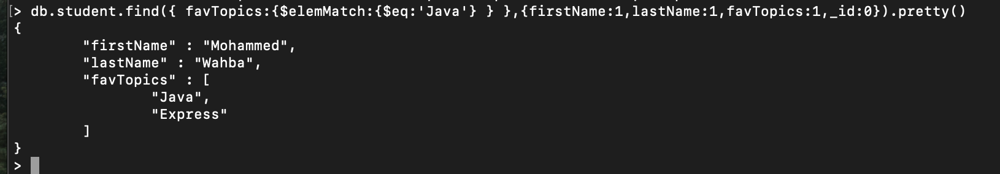 [> db.student.find({ favTopics:{$elemMatch:{$eq:'Java'} } },{firstName:1,lastName:1,favTopics:1,_id:0}).pretty()
{
"firstName" : "Mohammed",
"lastName" : "Wahba",
"favTopics" : [
"Java",
"Express"
]
}
>